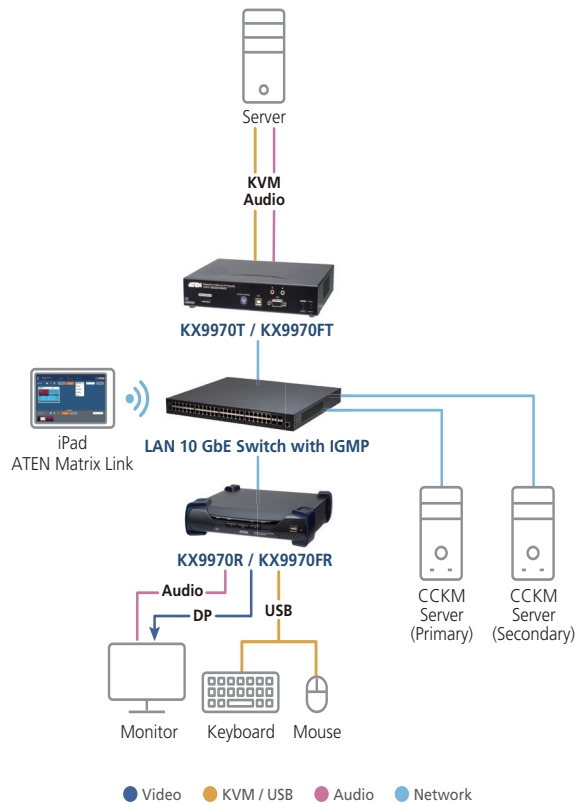 Server
KVM
Audio
ATEN
KX9970T / KX9970FT
iPad
ATEN Matrix Link
LAN 10 GbE Switch with IGMP
KX9970R / KX9970FR
Audio
DP
USB
CCKM
Server
(Primary)
CCKM
Server
(Secondary)
Monitor
Keyboard
Mouse
Video
KVM / USB
Audio
Network